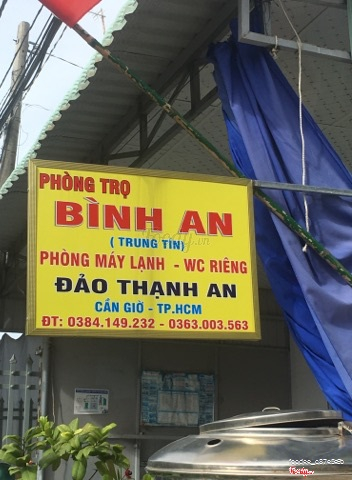 PHÒNG TRỌ
BÌNH AN
( TRUNG TÍN)
PHÒNG MÁY LẠNH - WC RIÊNG
ĐẢO THẠNH AN
CẦN GIỜ - TP.HCM
ĐT: 0384.149.232 - 0363.003.563